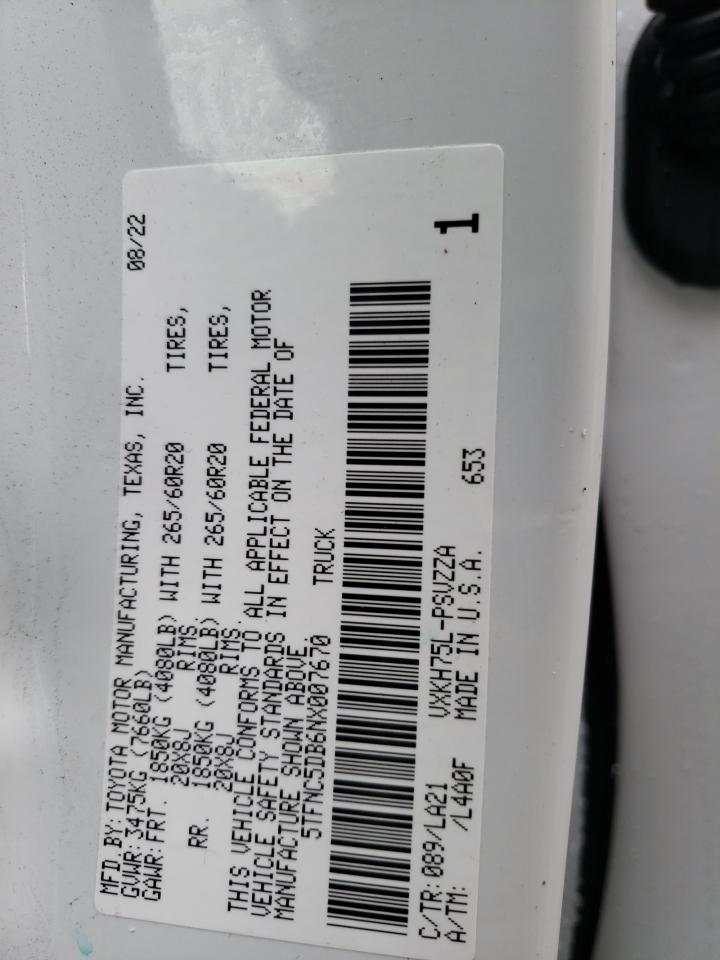 MFD. BY: TOYOTA MOTOR MANUFACTURING, TEXAS, INC. 08/22
GVWR: 3475KG (7660LB)
GAWR: FRT. 1850KG (4080LB) WITH 265/60R20 TIRES,
20X8J RIMS
RR. 1850KG (4080LB) WITH 265/60R20 TIRES,
20X8J RIMS.
THIS VEHICLE CONFORMS TO ALL APPLICABLE FEDERAL MOTOR
VEHICLE SAFETY STANDARDS IN EFFECT ON THE DATE OF
MANUFACTURE SHOWN ABOVE.
5TFNC5DB6NX007670 TRUCK
C/TR: 089/LA21 VXKH75L-PSVZZA 1
A/TM: /L4A0F MADE IN U.S.A. 653